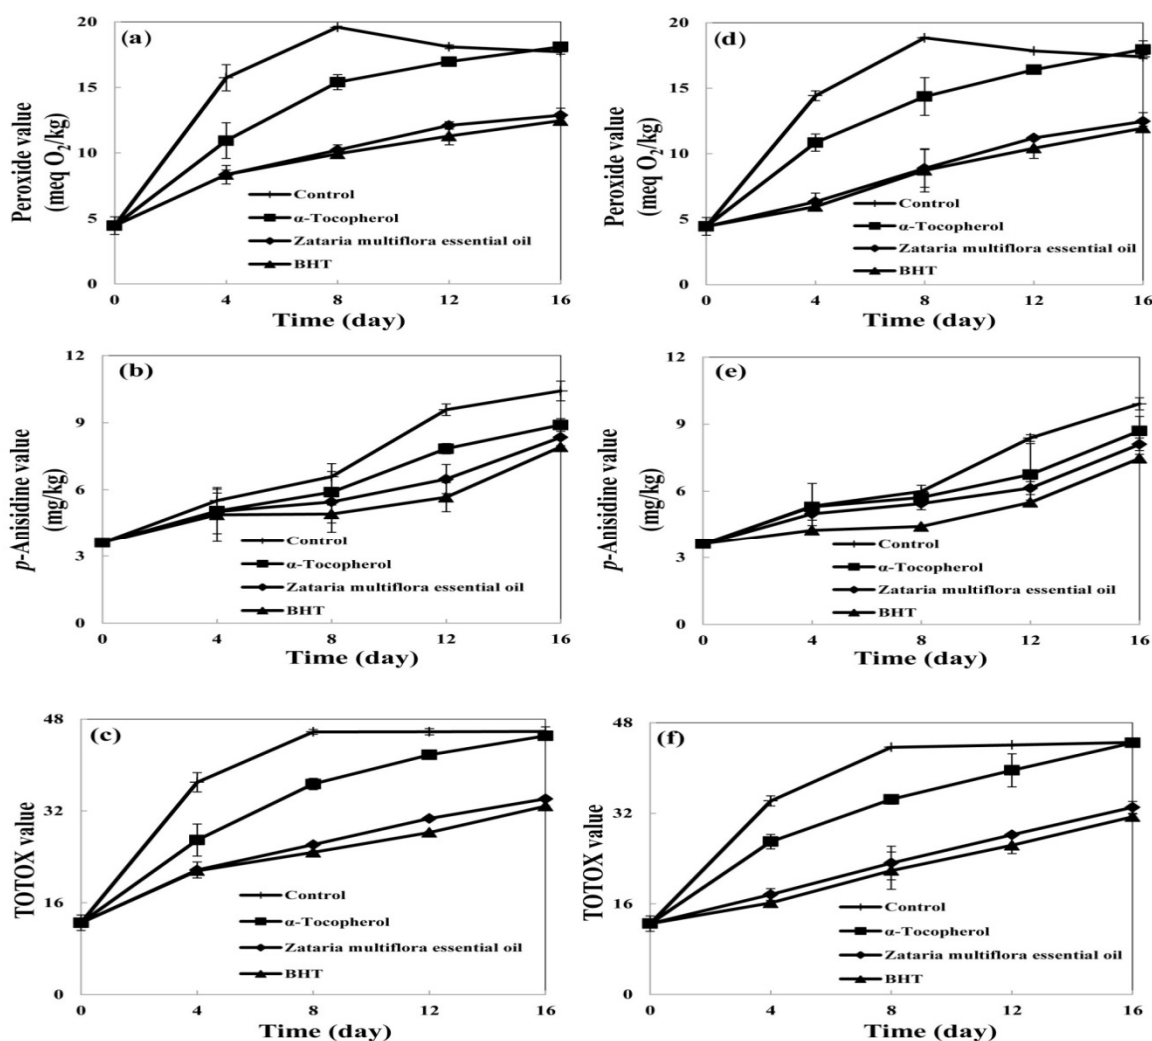 (a)
Peroxide value
(meq O₂/kg)
20
15
10
5
0
Control
α-Tocopherol
Zataria multiflora essential oil
BHT
0 4 8 12 16
Time (day)
(d)
Peroxide value
(meq O₂/kg)
20
15
10
5
0
Control
α-Tocopherol
Zataria multiflora essential oil
BHT
0 4 8 12 16
Time (day)
(b)
p-Anisidine value
(mg/kg)
12
9
6
3
0
Control
α-Tocopherol
Zataria multiflora essential oil
BHT
0 4 8 12 16
Time (day)
(e)
p-Anisidine value
(mg/kg)
12
9
6
3
0
Control
α-Tocopherol
Zataria multiflora essential oil
BHT
0 4 8 12 16
Time (day)
(c)
TOTOX value
48
32
16
0
Control
α-Tocopherol
Zataria multiflora essential oil
BHT
0 4 8 12 16
Time (day)
(f)
TOTOX value
48
32
16
0
Control
α-Tocopherol
Zataria multiflora essential oil
BHT
0 4 8 12 16
Time (day)